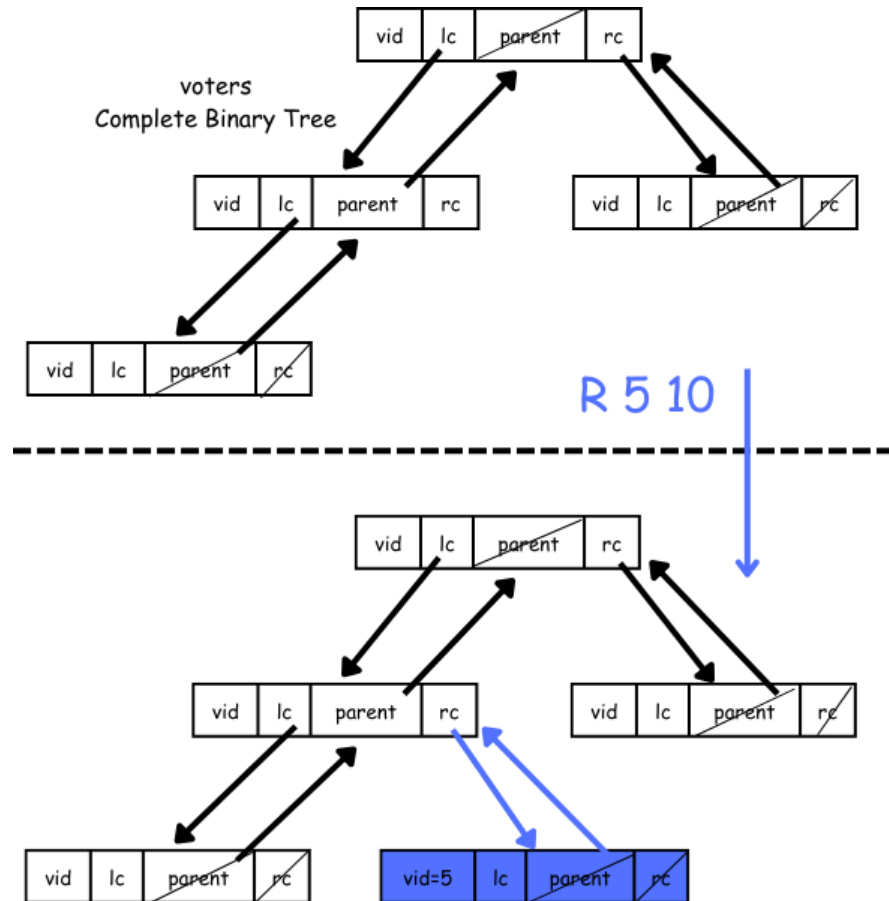 vid lc parent rc
voters
Complete Binary Tree
vid lc parent rc
vid lc parent rc
vid lc parent rc
R 5 10
vid lc parent rc
vid lc parent rc
vid lc parent rc
vid lc parent rc
vid=5 lc parent rc